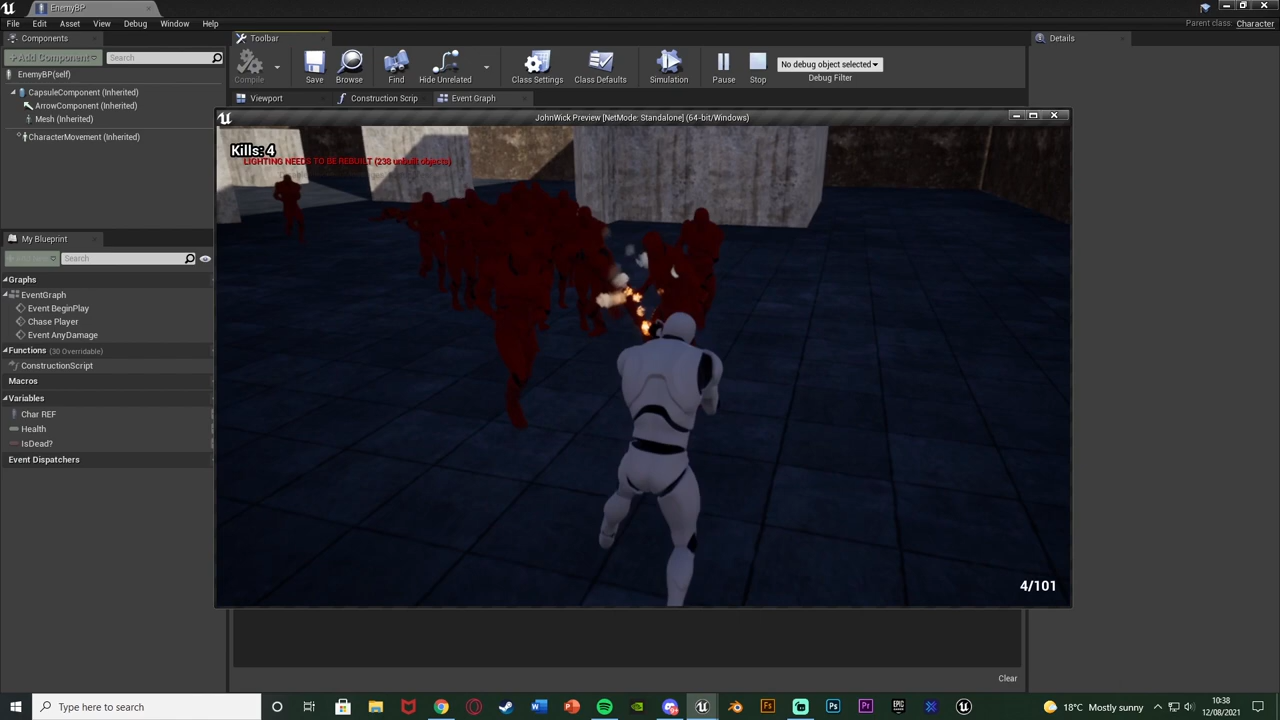 EnemyBP
File Edit Asset View Debug Window Help
Parent class: Character
Components
Toolbar
Details
Search
EnemyBP(self)
CapsuleComponent (Inherited)
ArrowComponent (Inherited)
Mesh (Inherited)
CharacterMovement (Inherited)
Compile
Save
Browse
Find
Hide Unrelated
Class Settings
Class Defaults
Simulation
Pause
Stop
No debug object selected
Debug Filter
Viewport
Construction Scrip
Event Graph
JohnWick Preview [NetMode: Standalone] (64-bit/Windows)
Kills: 4
LIGHTING NEEDS TO BE REBUILT (238 unbuilt objects)
4/101
My Blueprint
Search
Graphs
EventGraph
Event BeginPlay
Chase Player
Event AnyDamage
Functions (30 Overridable)
ConstructionScript
Macros
Variables
Char REF
Health
IsDead?
Event Dispatchers
Clear
Type here to search
18°C Mostly sunny
10:38
12/08/2021